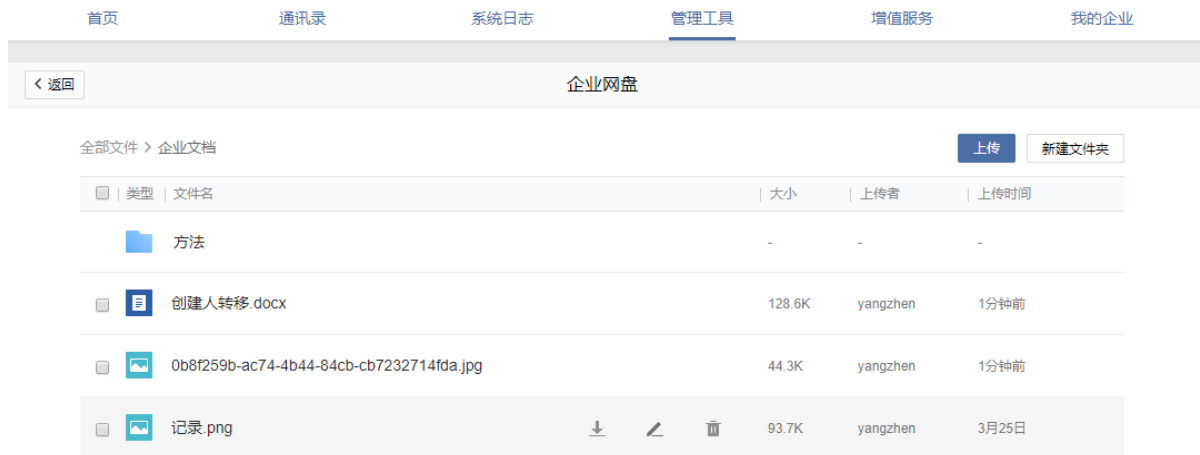 首页 通讯录 系统日志 管理工具 增值服务 我的企业
返回 企业网盘
全部文件 > 企业文档 上传 新建文件夹
类型 文件名 大小 上传者 上传时间
方法 - - -
创建人转移.docx 128.6K yangzhen 1分钟前
0b8f259b-ac74-4b44-84cb-cb7232714fda.jpg 44.3K yangzhen 1分钟前
记录.png 93.7K yangzhen 3月25日